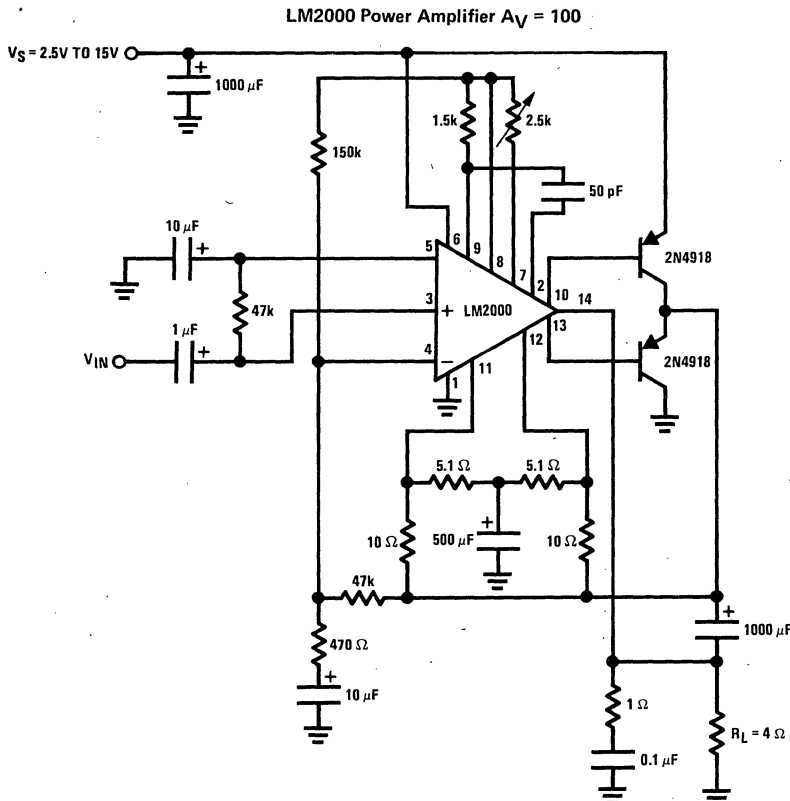 LM2000 Power Amplifier AV = 100
VS = 2.5V TO 15V
+
1000 μF
1.5k
2.5k
150k
50 pF
10 μF
+
5
6
9
8
7
2
10
14
2N4918
47k
3
+
LM2000
13
1 μF
+
VIN
4
−
12
1
11
2N4918
5.1 Ω
5.1 Ω
10 Ω
+
500 μF
10 Ω
47k
+
1000 μF
470 Ω
+
10 μF
1 Ω
RL = 4 Ω
0.1 μF